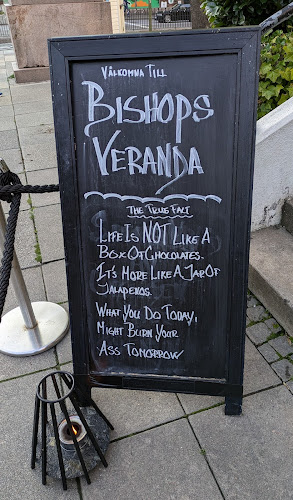 VÄLKOMNA TILL
BISHOPS
VERANDA
THE TRUE FACT
LIFE IS NOT LIKE A
BOX OF CHOCOLATES.
IT'S MORE LIKE A JAR OF
JALAPENOS.
WHAT YOU DO TODAY,
MIGHT BURN YOUR
ASS TOMORROW